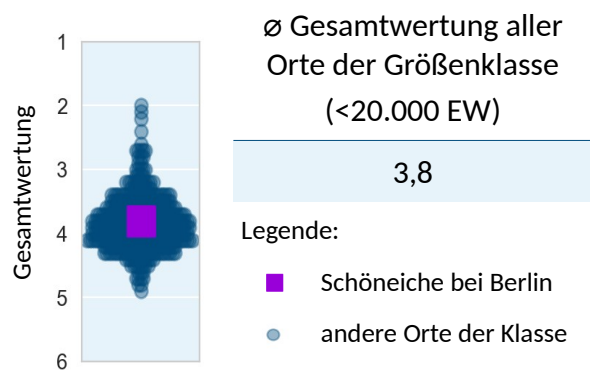 Gesamtwertung
1
2
3
4
5
6
⌀ Gesamtwertung aller
Orte der Größenklasse
(<20.000 EW)
3,8
Legende:
Schöneiche bei Berlin
andere Orte der Klasse